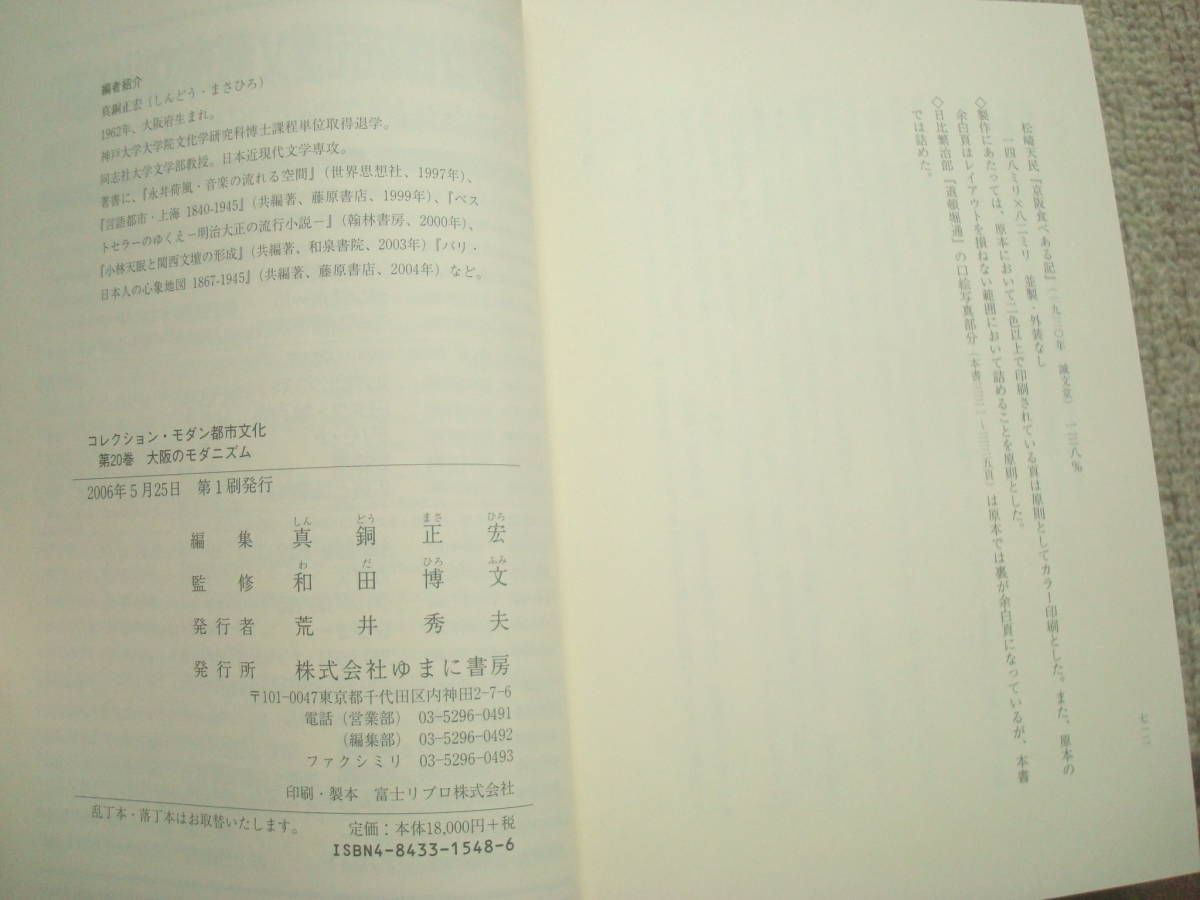 松崎天民『京阪食べある記』（一九三〇年　誠文堂）　一三八％
一四八ミリ×八二ミリ　並製・外装なし
◇製作にあたっては、原本において二色以上で印刷されている頁は原則としてカラー印刷とした。また、原本の
余白頁はレイアウトを損ねない範囲において詰めることを原則とした。
◇日比繁治郎『道頓堀通』の口絵写真部分（本書三三一～三三五頁）は原本では裏が余白頁になっているが、本書
では詰めた。
編者紹介
真銅正宏（しんどう・まさひろ）
1962年、大阪府生まれ。
神戸大学大学院文化学研究科博士課程単位取得退学。
同志社大学文学部教授。日本近現代文学専攻。
著書に、『永井荷風・音楽の流れる空間』（世界思想社、1997年）、
『言語都市・上海 1840-1945』（共編著、藤原書店、1999年）、『ベス
トセラーのゆくえ－明治大正の流行小説－』（翰林書房、2000年）、
『小林天眠と関西文壇の形成』（共編著、和泉書院、2003年）『パリ・
日本人の心象地図 1867-1945』（共編著、藤原書店、2004年）など。
コレクション・モダン都市文化
第20巻　大阪のモダニズム
2006年5月25日　第1刷発行
しん　どう　まさ　ひろ
編集　真銅正宏
わ　だ　ひろ　ふみ
監修　和田博文
発行者　荒井秀夫
発行所　株式会社ゆまに書房
〒101-0047東京都千代田区内神田2-7-6
電話（営業部）　03-5296-0491
（編集部）　03-5296-0492
ファクシミリ　03-5296-0493
印刷・製本　富士リブロ株式会社
乱丁本・落丁本はお取替いたします。　定価：本体18,000円＋税
ISBN4-8433-1548-6